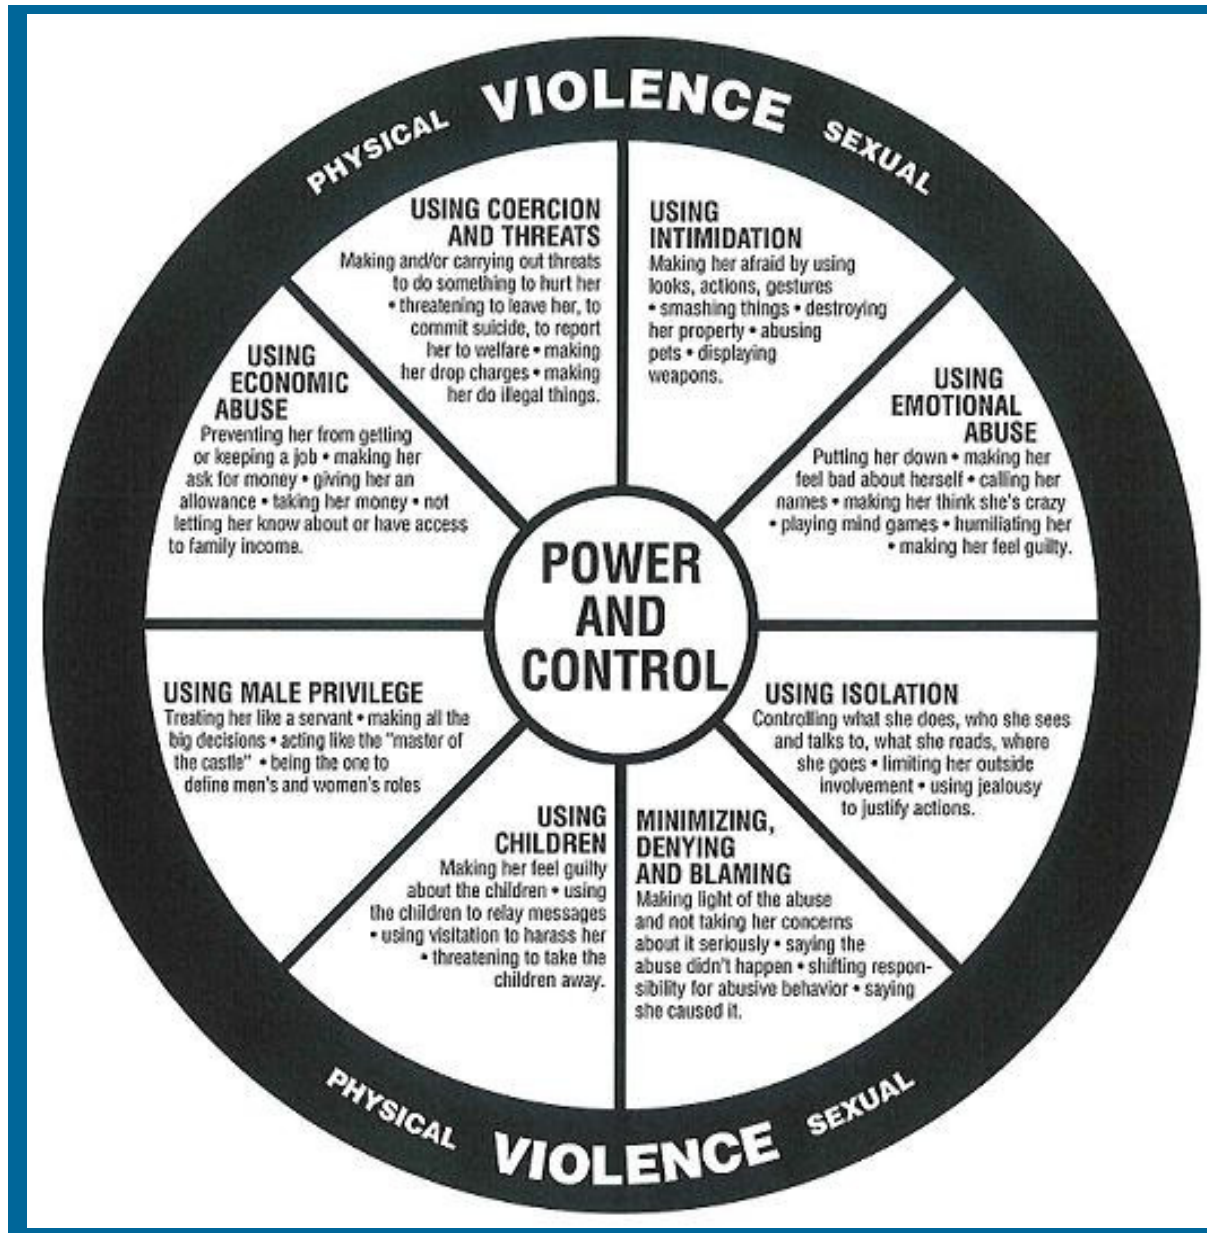 PHYSICAL VIOLENCE SEXUAL
USING COERCION
AND THREATS
Making and/or carrying out threats
to do something to hurt her
• threatening to leave her, to
commit suicide, to report
her to welfare • making
her drop charges • making
her do illegal things.
USING
INTIMIDATION
Making her afraid by using
looks, actions, gestures
• smashing things • destroying
her property • abusing
pets • displaying
weapons.
USING
EMOTIONAL
ABUSE
Putting her down • making her
feel bad about herself • calling her
names • making her think she's crazy
• playing mind games • humiliating her
• making her feel guilty.
USING ISOLATION
Controlling what she does, who she sees
and talks to, what she reads, where
she goes • limiting her outside
involvement • using jealousy
to justify actions.
MINIMIZING,
DENYING
AND BLAMING
Making light of the abuse
and not taking her concerns
about it seriously • saying the
abuse didn't happen • shifting respon-
sibility for abusive behavior • saying
she caused it.
USING
CHILDREN
Making her feel guilty
about the children • using
the children to relay messages
• using visitation to harass her
• threatening to take the
children away.
USING MALE PRIVILEGE
Treating her like a servant • making all the
big decisions • acting like the "master of
the castle" • being the one to
define men's and women's roles
USING
ECONOMIC
ABUSE
Preventing her from getting
or keeping a job • making her
ask for money • giving her an
allowance • taking her money • not
letting her know about or have access
to family income.
POWER
AND
CONTROL
PHYSICAL VIOLENCE SEXUAL